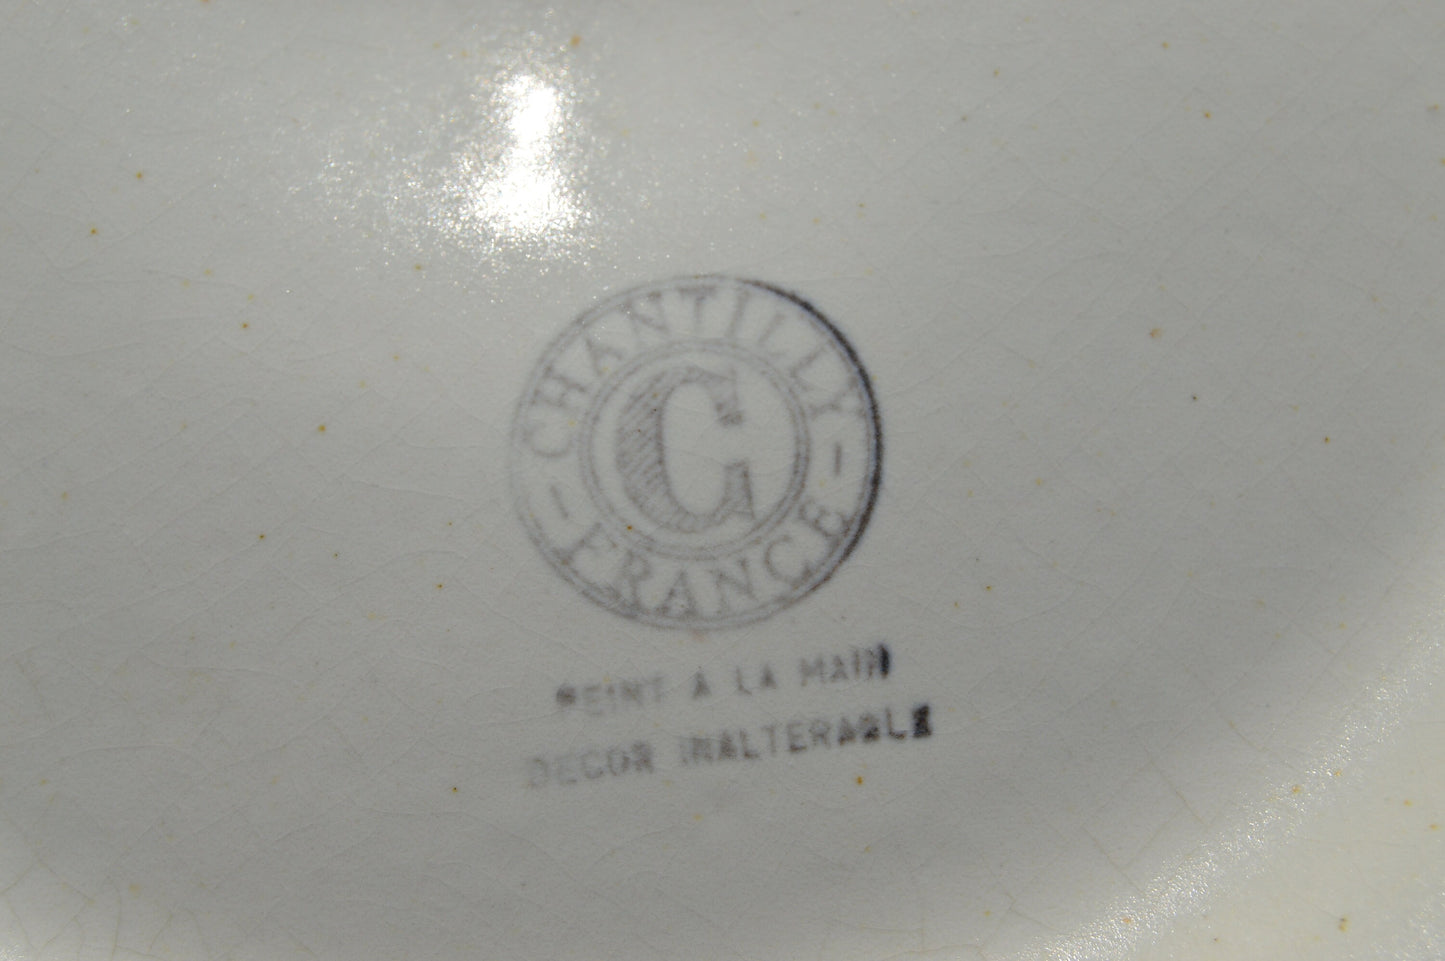 CHANTILLY
C
- FRANCE -
PEINT A LA MAIN
DECOR INALTERABLE